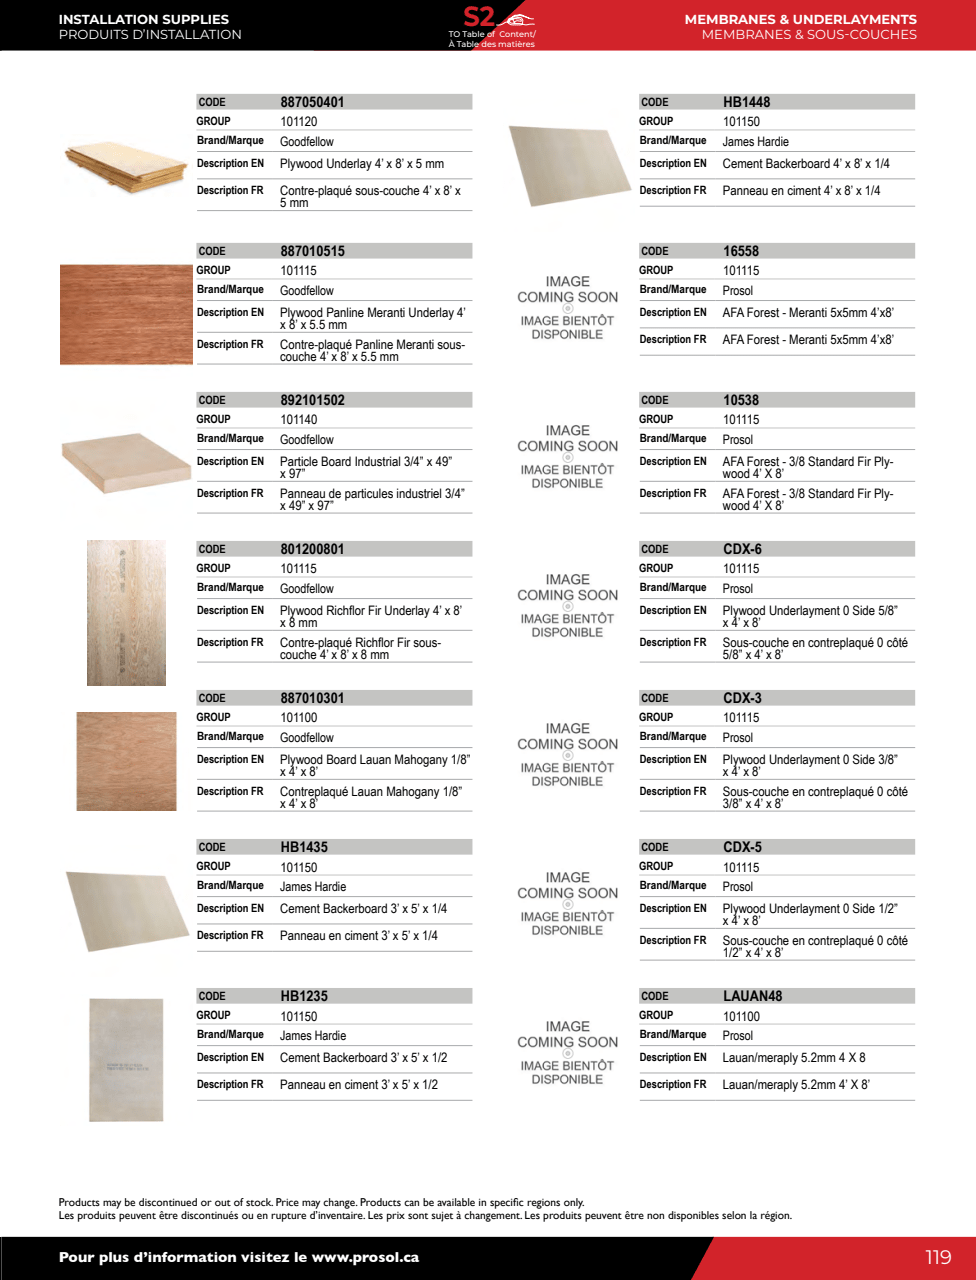 INSTALLATION SUPPLIES
PRODUITS D’INSTALLATION
S2
TO Table of Content/
À Table des matières
MEMBRANES & UNDERLAYMENTS
MEMBRANES & SOUS-COUCHES
CODE 887050401
GROUP 101120
Brand/Marque Goodfellow
Description EN Plywood Underlay 4’ x 8’ x 5 mm
Description FR Contre-plaqué sous-couche 4’ x 8’ x
5 mm
CODE 887010515
GROUP 101115
Brand/Marque Goodfellow
Description EN Plywood Panline Meranti Underlay 4’
x 8’ x 5.5 mm
Description FR Contre-plaqué Panline Meranti sous-
couche 4’ x 8’ x 5.5 mm
CODE 892101502
GROUP 101140
Brand/Marque Goodfellow
Description EN Particle Board Industrial 3/4” x 49”
x 97”
Description FR Panneau de particules industriel 3/4”
x 49” x 97”
CODE 801200801
GROUP 101115
Brand/Marque Goodfellow
Description EN Plywood Richflor Fir Underlay 4’ x 8’
x 8 mm
Description FR Contre-plaqué Richflor Fir sous-
couche 4’ x 8’ x 8 mm
CODE 887010301
GROUP 101100
Brand/Marque Goodfellow
Description EN Plywood Board Lauan Mahogany 1/8”
x 4’ x 8’
Description FR Contreplaqué Lauan Mahogany 1/8”
x 4’ x 8’
CODE HB1435
GROUP 101150
Brand/Marque James Hardie
Description EN Cement Backerboard 3’ x 5’ x 1/4
Description FR Panneau en ciment 3’ x 5’ x 1/4
CODE HB1235
GROUP 101150
Brand/Marque James Hardie
Description EN Cement Backerboard 3’ x 5’ x 1/2
Description FR Panneau en ciment 3’ x 5’ x 1/2
CODE HB1448
GROUP 101150
Brand/Marque James Hardie
Description EN Cement Backerboard 4’ x 8’ x 1/4
Description FR Panneau en ciment 4’ x 8’ x 1/4
IMAGE
COMING SOON
IMAGE BIENTÔT
DISPONIBLE
CODE 16558
GROUP 101115
Brand/Marque Prosol
Description EN AFA Forest - Meranti 5x5mm 4’x8’
Description FR AFA Forest - Meranti 5x5mm 4’x8’
IMAGE
COMING SOON
IMAGE BIENTÔT
DISPONIBLE
CODE 10538
GROUP 101115
Brand/Marque Prosol
Description EN AFA Forest - 3/8 Standard Fir Ply-
wood 4’ X 8’
Description FR AFA Forest - 3/8 Standard Fir Ply-
wood 4’ X 8’
IMAGE
COMING SOON
IMAGE BIENTÔT
DISPONIBLE
CODE CDX-6
GROUP 101115
Brand/Marque Prosol
Description EN Plywood Underlayment 0 Side 5/8”
x 4’ x 8’
Description FR Sous-couche en contreplaqué 0 côté
5/8” x 4’ x 8’
IMAGE
COMING SOON
IMAGE BIENTÔT
DISPONIBLE
CODE CDX-3
GROUP 101115
Brand/Marque Prosol
Description EN Plywood Underlayment 0 Side 3/8”
x 4’ x 8’
Description FR Sous-couche en contreplaqué 0 côté
3/8” x 4’ x 8’
IMAGE
COMING SOON
IMAGE BIENTÔT
DISPONIBLE
CODE CDX-5
GROUP 101115
Brand/Marque Prosol
Description EN Plywood Underlayment 0 Side 1/2”
x 4’ x 8’
Description FR Sous-couche en contreplaqué 0 côté
1/2” x 4’ x 8’
IMAGE
COMING SOON
IMAGE BIENTÔT
DISPONIBLE
CODE LAUAN48
GROUP 101100
Brand/Marque Prosol
Description EN Lauan/meraply 5.2mm 4 X 8
Description FR Lauan/meraply 5.2mm 4’ X 8’
Products may be discontinued or out of stock. Price may change. Products can be available in specific regions only.
Les produits peuvent être discontinués ou en rupture d’inventaire. Les prix sont sujet à changement. Les produits peuvent être non disponibles selon la région.
Pour plus d’information visitez le www.prosol.ca
119